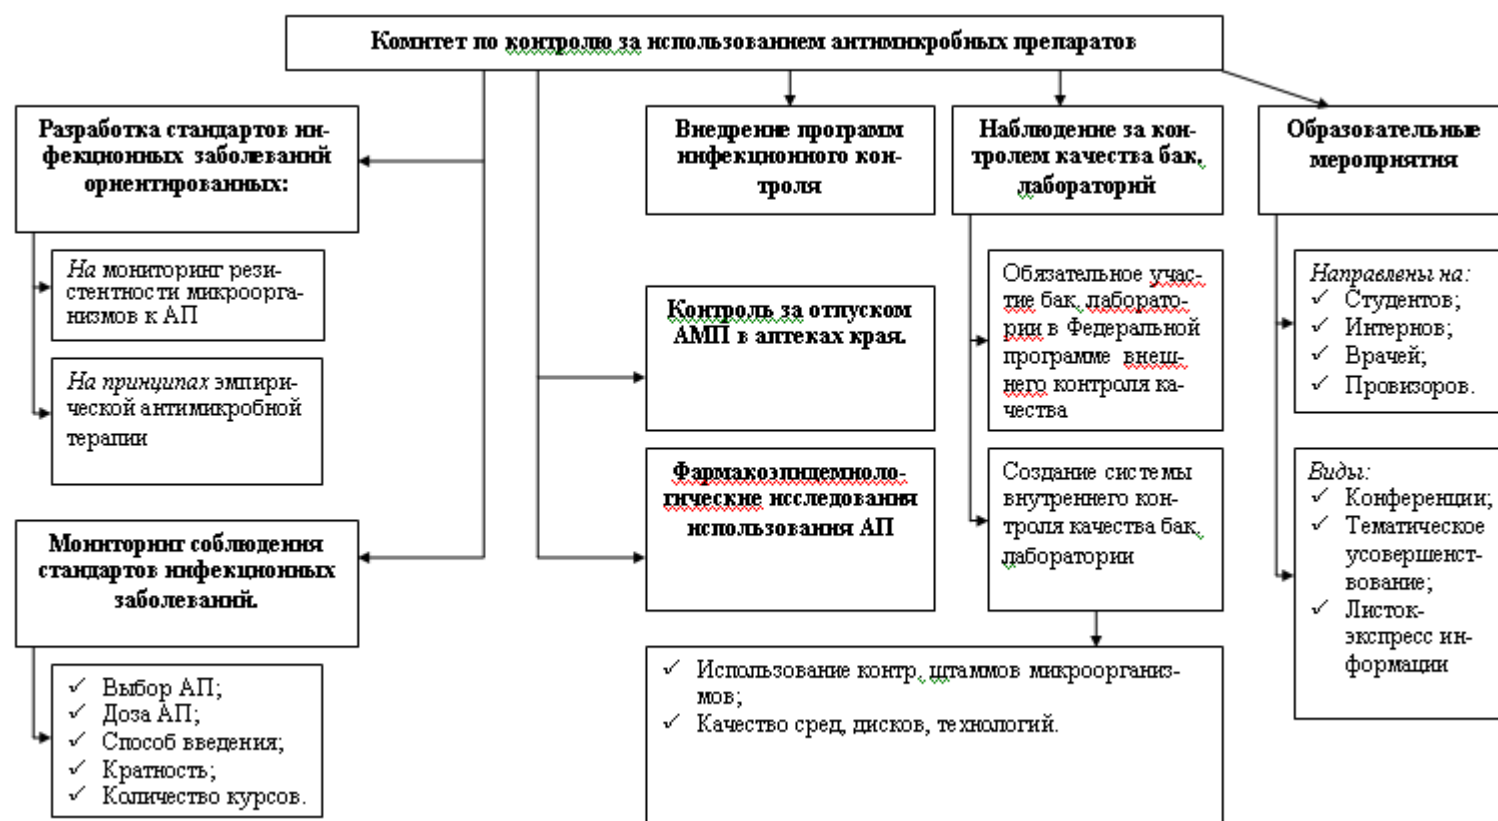 Комитет по контролю за использованием антимикробных препаратов
Разработка стандартов ин-
фекционных заболеваний
ориентированных:
На мониторинг рези-
стентности микроорга-
низмов к АП
На принципах эмпири-
ческой антимикробной
терапии
Мониторинг соблюдения
стандартов инфекционных
заболеваний.
✓ Выбор АП;
✓ Доза АП;
✓ Способ введения;
✓ Кратность;
✓ Количество курсов.
Внедрение программ
инфекционного кон-
троля
Контроль за отпуском
АМП в аптеках края.
Фармакоэпидемиоло-
гические исследования
использования АП
Наблюдение за кон-
тролем качества бак.
лабораторий
Обязательное учас-
тие бак. лаборато-
рии в Федеральной
программе внеш-
него контроля ка-
чества
Создание системы
внутреннего кон-
троля качества бак.
лаборатории
✓ Использование контр. штаммов микроорганиз-
мов;
✓ Качество сред, дисков, технологий.
Образовательные
мероприятия
Направлены на:
✓ Студентов;
✓ Интернов;
✓ Врачей;
✓ Провизоров.
Виды:
✓ Конференции;
✓ Тематическое
усовершенст-
вование;
✓ Листок-
экспресс ин-
формации